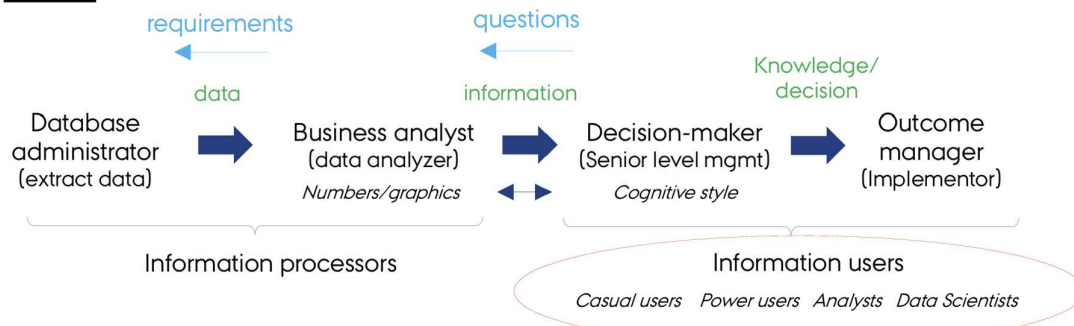 requirements
questions
data
information
Knowledge/
decision
Database
administrator
(extract data)
Business analyst
(data analyzer)
Numbers/graphics
Decision-maker
(Senior level mgmt)
Cognitive style
Outcome
manager
(Implementor)
Information processors
Information users
Casual users Power users Analysts Data Scientists